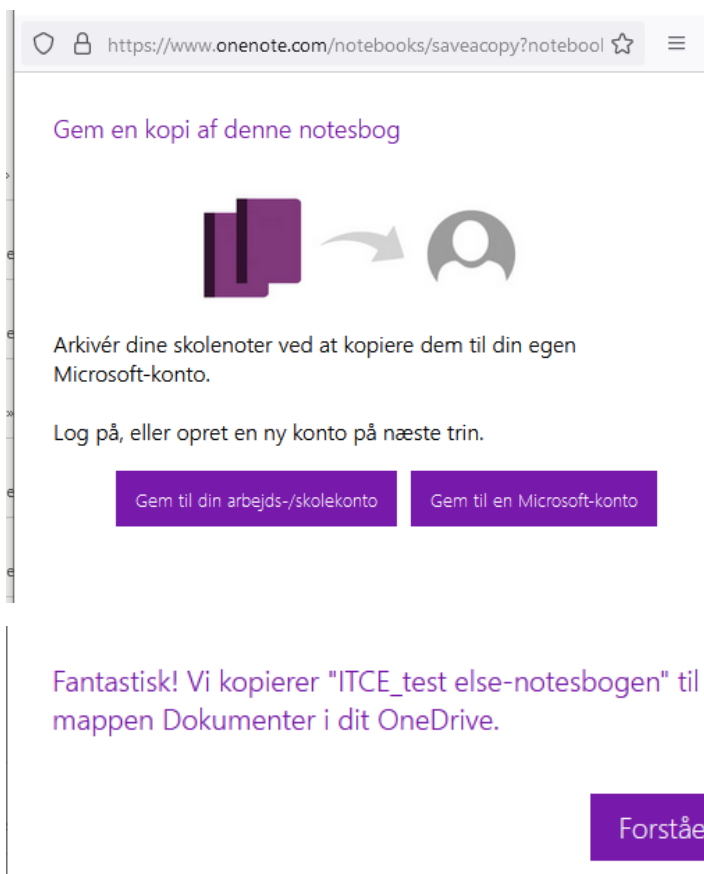 https://www.onenote.com/notebooks/saveacopy?notebool
Gem en kopi af denne notesbog
Arkivér dine skolenoter ved at kopiere dem til din egen
Microsoft-konto.
Log på, eller opret en ny konto på næste trin.
Gem til din arbejds-/skolekonto
Gem til en Microsoft-konto
Fantastisk! Vi kopierer "ITCE_test else-notesbogen" til
mappen Dokumenter i dit OneDrive.
Forståe